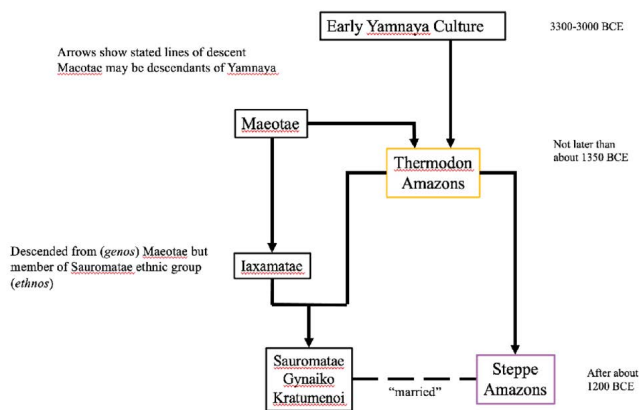 Early Yamnaya Culture
3300-3000 BCE
Arrows show stated lines of descent
Maeotae may be descendants of Yamnaya
Maeotae
Not later than
about 1350 BCE
Thermodon
Amazons
Descended from (genos) Maeotae but
member of Sauromatae ethnic group
(ethnos)
Iaxamatae
Sauromatae
Gynaiko
Kratumenoi
“married”
Steppe
Amazons
After about
1200 BCE